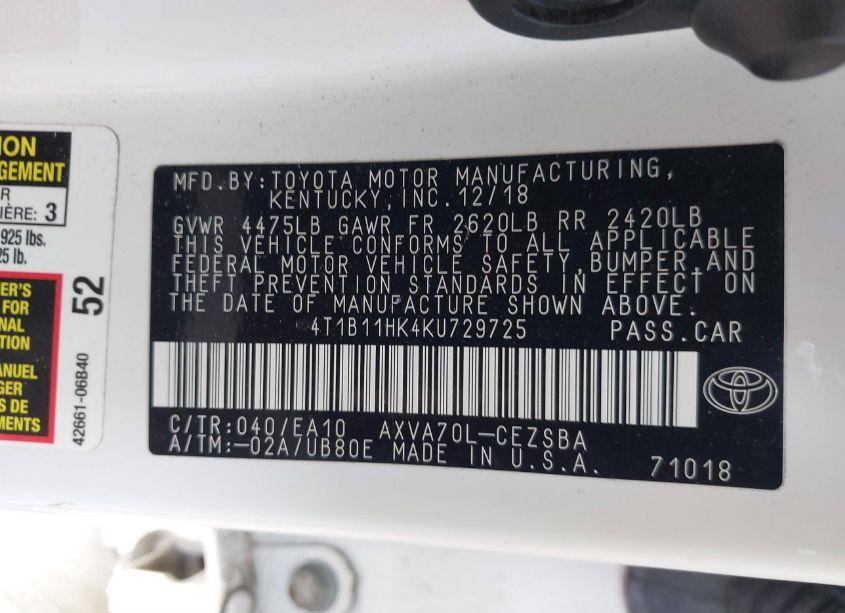 ION
GEMENT
R
IÈRE: 3
925 lbs.
25 lb.
ER'S
FOR
NAL
TION
ANUEL
GER
S DE
MENTS
52
42661-06B40
MFD.BY:TOYOTA MOTOR MANUFACTURING,
KENTUCKY,INC.12/18
GVWR 4475LB GAWR FR 2620LB RR 2420LB
THIS VEHICLE CONFORMS TO ALL APPLICABLE
FEDERAL MOTOR VEHICLE SAFETY,BUMPER,AND
THEFT PREVENTION STANDARDS IN EFFECT ON
THE DATE OF MANUFACTURE SHOWN ABOVE.
4T1B11HK4KU729725 PASS.CAR
C/TR:040/EA10 AXVA70L-CEZSBA
A/TM:-02A/UB80E MADE IN U.S.A. 71018